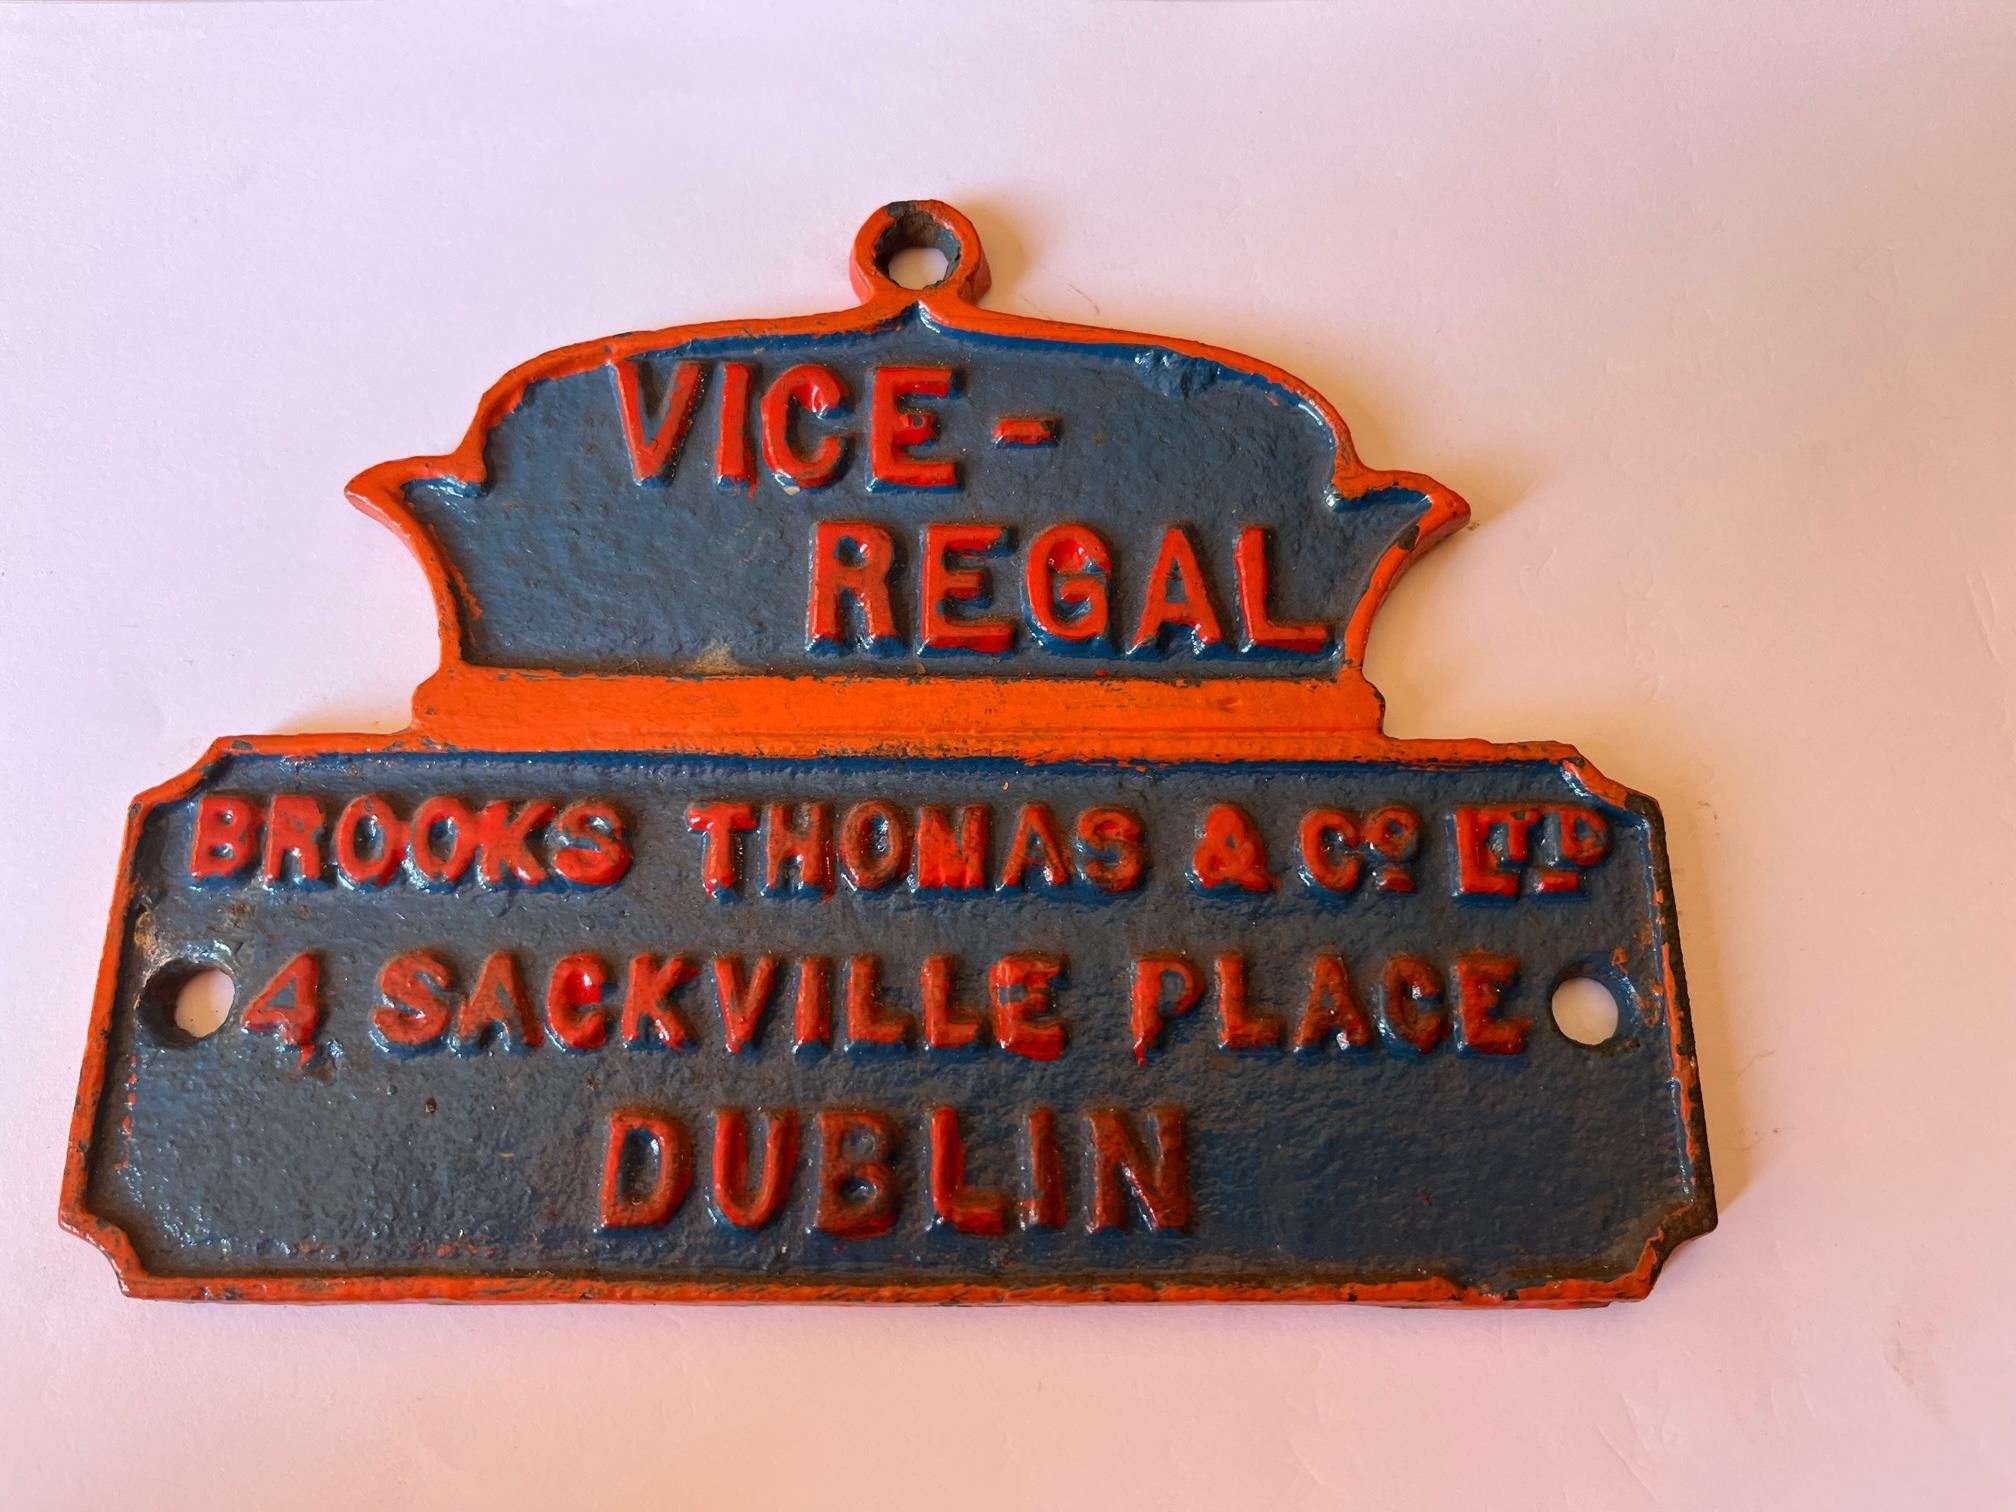 VICE-
REGAL
BROOKS THOMAS & Co LTD
4 SACKVILLE PLACE
DUBLIN